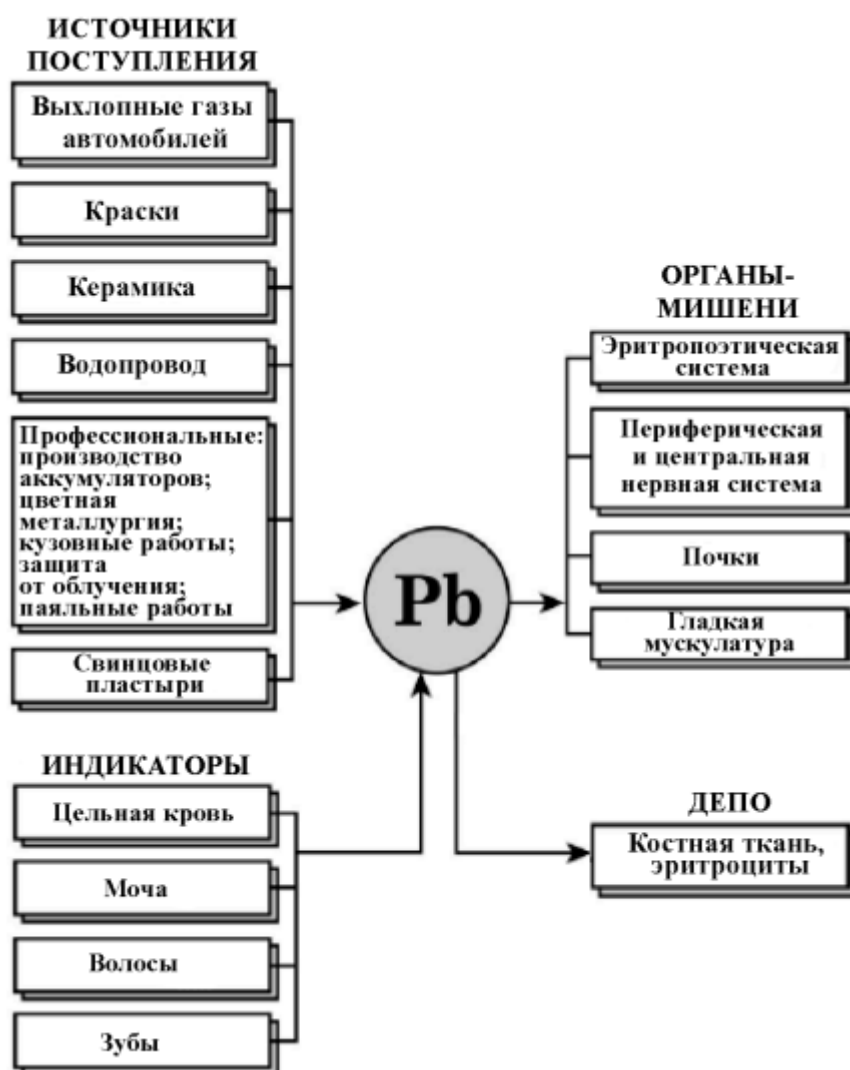 ИСТОЧНИКИ
ПОСТУПЛЕНИЯ
Выхлопные газы
автомобилей
Краски
Керамика
Водопровод
Профессиональные:
производство
аккумуляторов;
цветная
металлургия;
кузовные работы;
защита
от облучения;
паяльные работы
Свинцовые
пластыри
ИНДИКАТОРЫ
Цельная кровь
Моча
Волосы
Зубы
Pb
ОРГАНЫ-
МИШЕНИ
Эритропоэтическая
система
Периферическая
и центральная
нервная система
Почки
Гладкая
мускулатура
ДЕПО
Костная ткань,
эритроциты